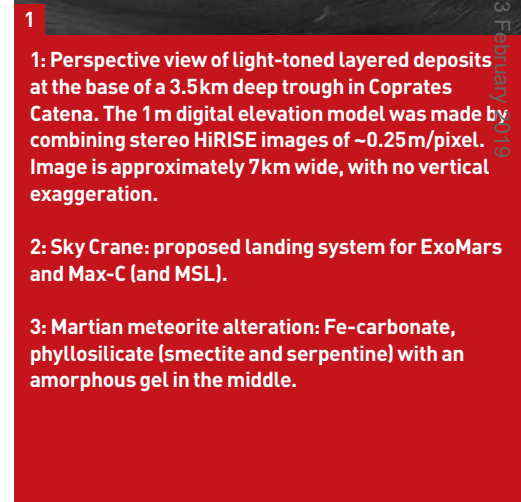 1
1: Perspective view of light-toned layered deposits
at the base of a 3.5km deep trough in Coprates
Catena. The 1m digital elevation model was made by
combining stereo HiRISE images of ~0.25m/pixel.
Image is approximately 7km wide, with no vertical
exaggeration.
2: Sky Crane: proposed landing system for ExoMars
and Max-C (and MSL).
3: Martian meteorite alteration: Fe-carbonate,
phyllosilicate (smectite and serpentine) with an
amorphous gel in the middle.
3 February 2019